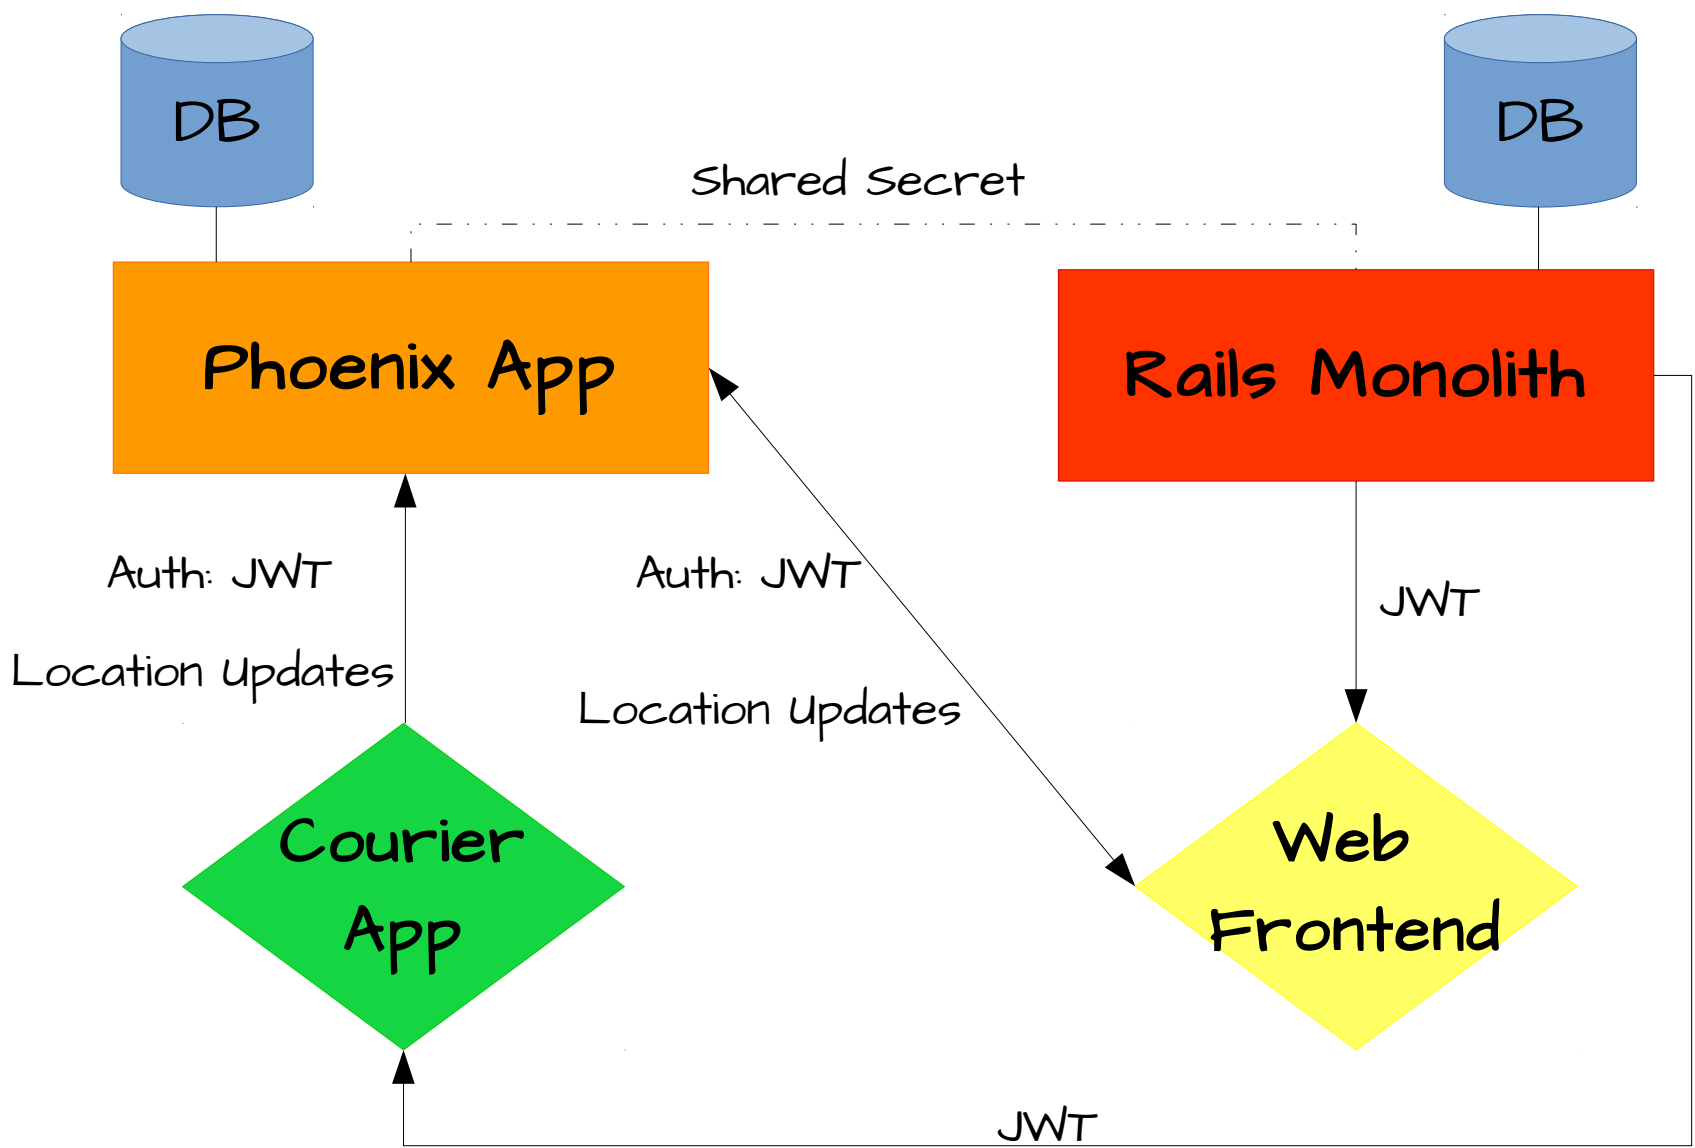 DB
DB
Shared Secret
Phoenix App
Rails Monolith
Auth: JWT
Auth: JWT
JWT
Location Updates
Location Updates
Courier
App
Web
Frontend
JWT